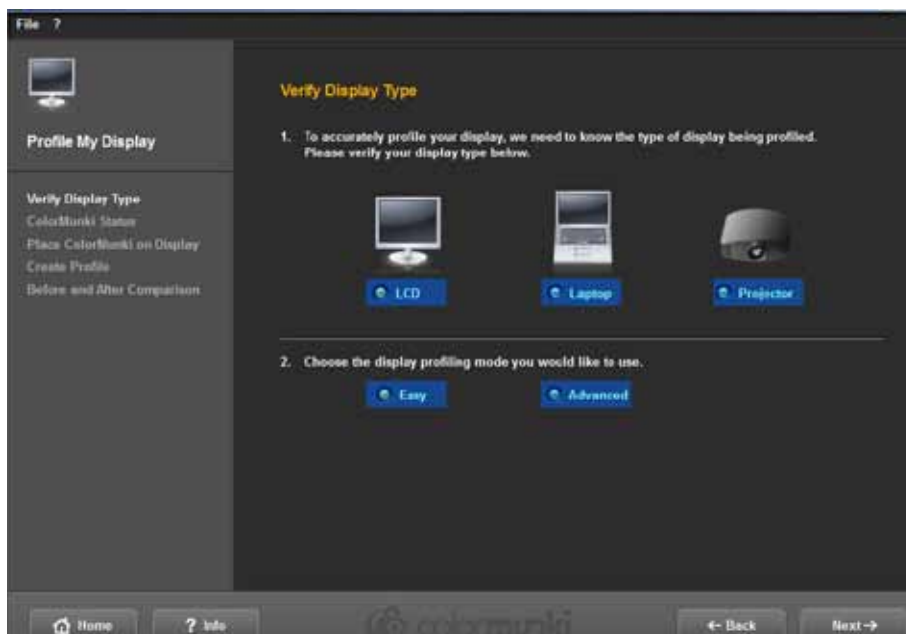 File ?
Profile My Display
Verify Display Type
ColorMunki Status
Place ColorMunki on Display
Create Profile
Before and After Comparison
Verify Display Type
1. To accurately profile your display, we need to know the type of display being profiled.
Please verify your display type below.
LCD
Laptop
Projector
2. Choose the display profiling mode you would like to use.
Easy
Advanced
Home
? Info
colormunki
← Back
Next →